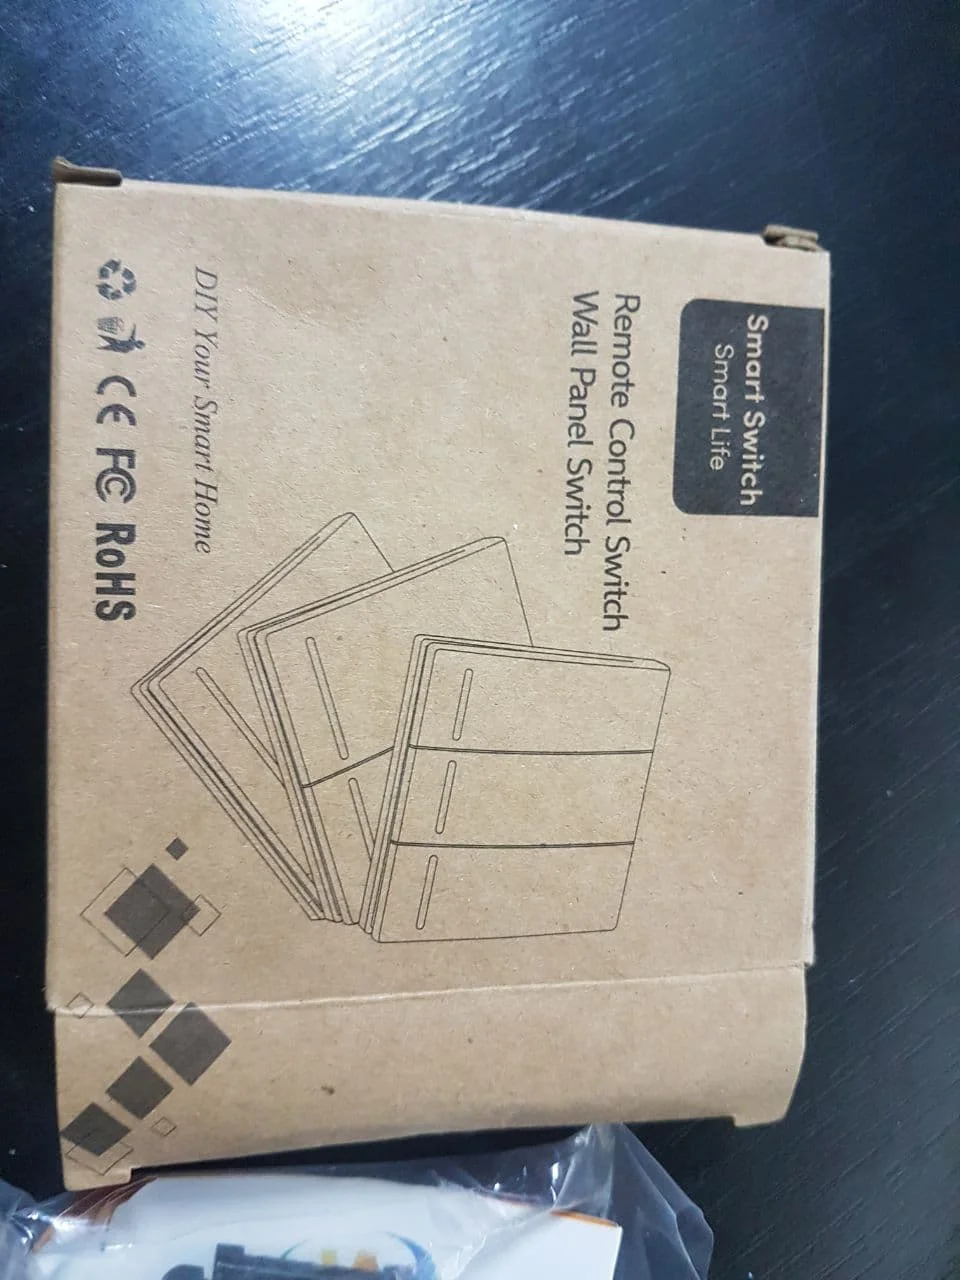 Smart Switch
Smart Life
Remote Control Switch
Wall Panel Switch
DIY Your Smart Home
CE FC RoHS